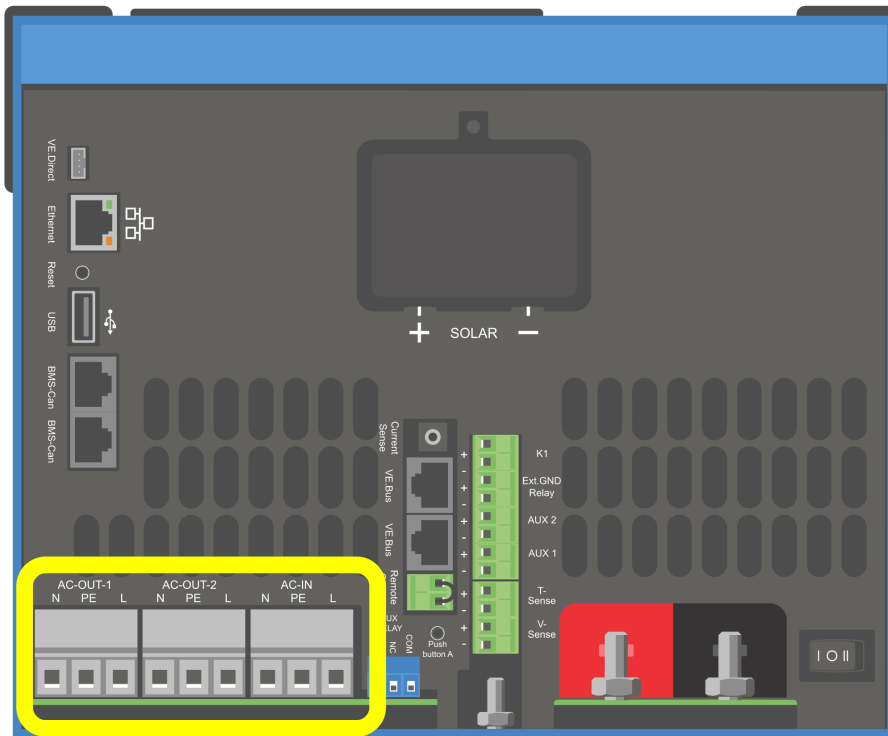 VE.Direct
Ethernet
Reset
USB
BMS-Can
BMS-Can
+ SOLAR -
Current
Sense
VE.Bus
VE.Bus
Remote
+
-
+
-
+
-
+
-
+
-
+
-
K1
Ext.GND
Relay
AUX 2
AUX 1
T-
Sense
V-
Sense
AC-OUT-1
N PE L
AC-OUT-2
N PE L
AC-IN
N PE L
NC
COM
Push
button A
I O II